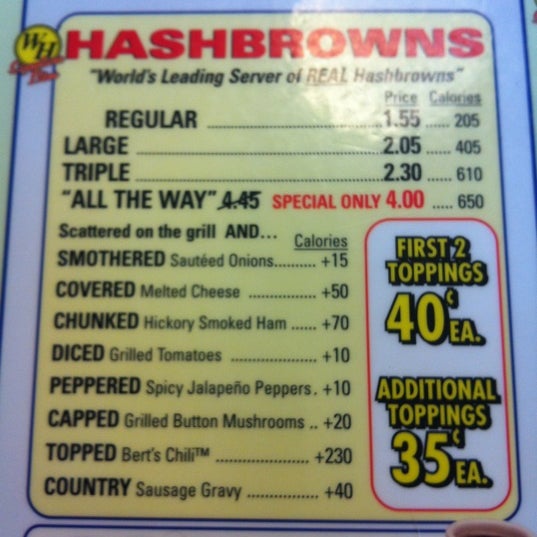 WH
HASHBROWNS
"World's Leading Server of REAL Hashbrowns"
Price Calories
REGULAR 1.55 ..... 205
LARGE 2.05 ..... 405
TRIPLE 2.30 ..... 610
"ALL THE WAY" 4.45 SPECIAL ONLY 4.00 ..... 650
Scattered on the grill AND...
Calories
SMOTHERED Sautéed Onions.......... +15
COVERED Melted Cheese .......... +50
CHUNKED Hickory Smoked Ham ...... +70
DICED Grilled Tomatoes .................. +10
PEPPERED Spicy Jalapeño Peppers. +10
CAPPED Grilled Button Mushrooms .. +20
TOPPED Bert's Chili™ ..................... +230
COUNTRY Sausage Gravy ................ +40
FIRST 2
TOPPINGS
40¢ EA.
ADDITIONAL
TOPPINGS
35¢ EA.